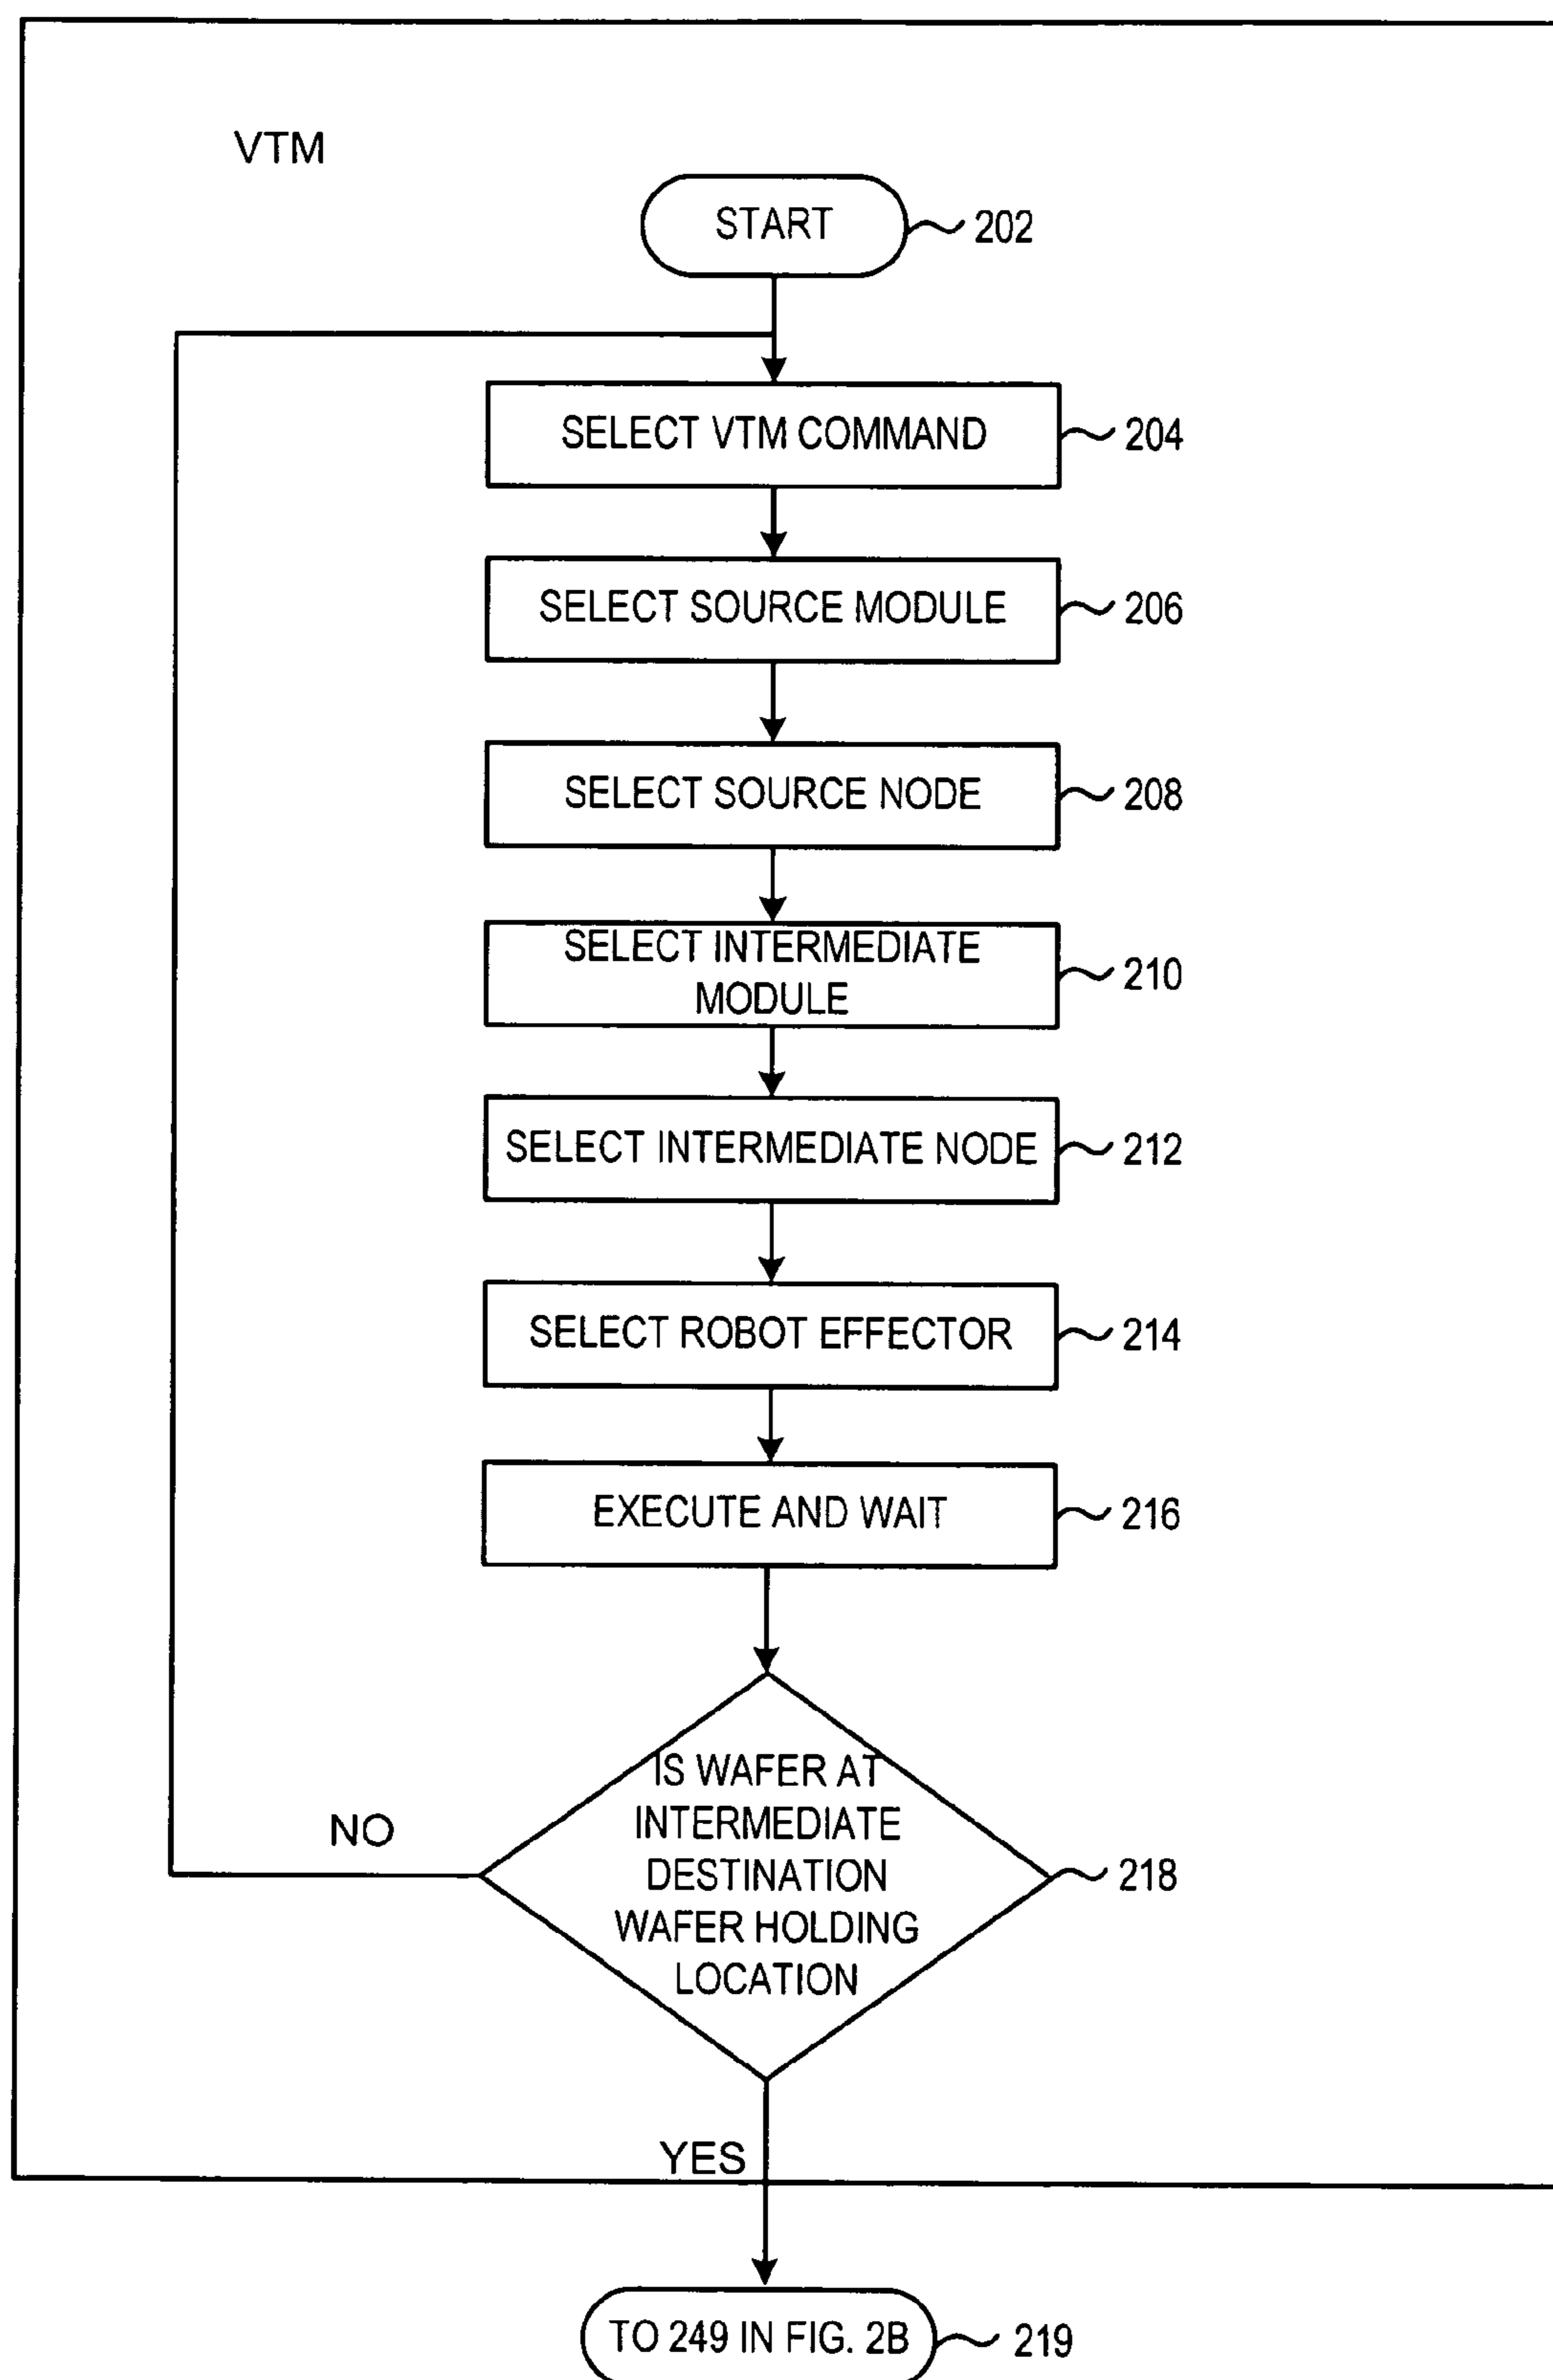 VTM
START
202
SELECT VTM COMMAND
204
SELECT SOURCE MODULE
206
SELECT SOURCE NODE
208
SELECT INTERMEDIATE
MODULE
210
SELECT INTERMEDIATE NODE
212
SELECT ROBOT EFFECTOR
214
EXECUTE AND WAIT
216
IS WAFER AT
INTERMEDIATE
DESTINATION
WAFER HOLDING
LOCATION
218
NO
YES
TO 249 IN FIG. 2B
219